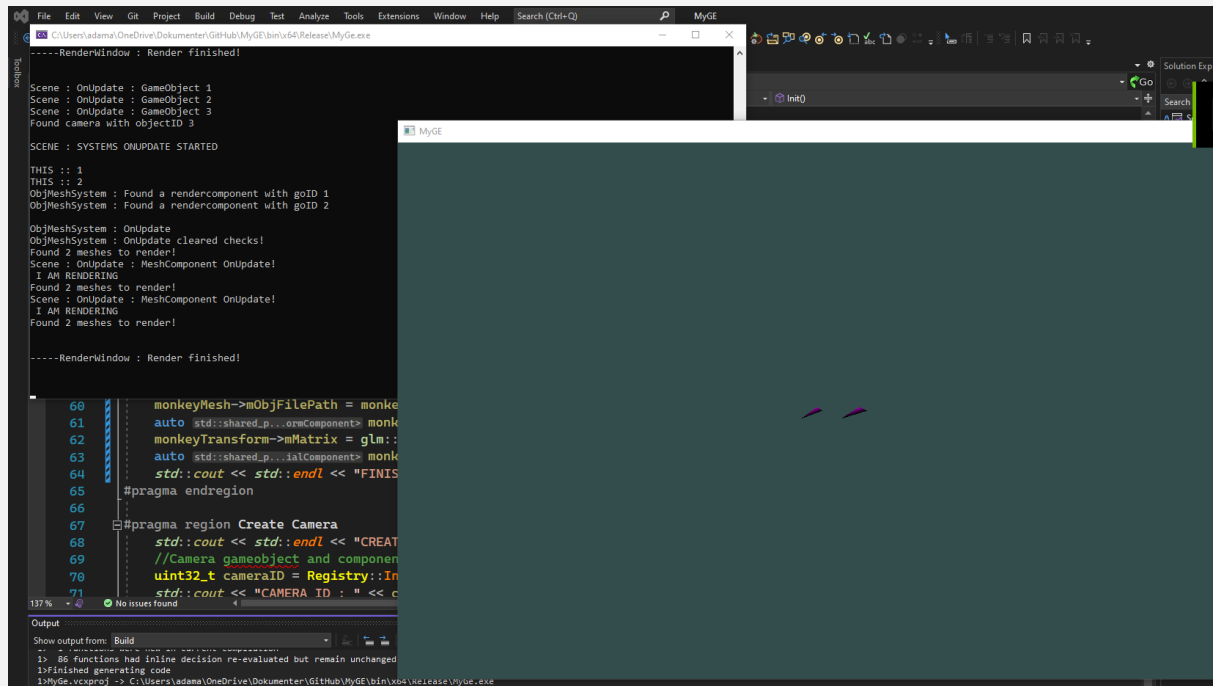 File Edit View Git Project Build Debug Test Analyze Tools Extensions Window Help Search (Ctrl+Q) MyGE
C:\Users\adama\OneDrive\Dokumenter\GitHub\MyGE\bin\x64\Release\MyGe.exe
-----RenderWindow : Render finished!
Scene : OnUpdate : GameObject 1
Scene : OnUpdate : GameObject 2
Scene : OnUpdate : GameObject 3
Found camera with objectID 3
SCENE : SYSTEMS ONUPDATE STARTED
THIS :: 1
THIS :: 2
ObjMeshSystem : Found a rendercomponent with goID 1
ObjMeshSystem : Found a rendercomponent with goID 2
ObjMeshSystem : OnUpdate
ObjMeshSystem : OnUpdate cleared checks!
Found 2 meshes to render!
Scene : OnUpdate : MeshComponent OnUpdate!
I AM RENDERING
Found 2 meshes to render!
Scene : OnUpdate : MeshComponent OnUpdate!
I AM RENDERING
Found 2 meshes to render!
-----RenderWindow : Render finished!
Toolbox
Solution Exp
Go
Init()
Search
MyGE
60 monkeyMesh->mObjFilePath = monke
61 auto std::shared_p...ormComponent> monk
62 monkeyTransform->mMatrix = glm::
63 auto std::shared_p...ialComponent> monk
64 std::cout << std::endl << "FINIS
65 #pragma endregion
66
67 #pragma region Create Camera
68 std::cout << std::endl << "CREAT
69 //Camera gameobject and componen
70 uint32_t cameraID = Registry::In
71 std::cout << "CAMERA ID : " << c
137 % No issues found
Output
Show output from: Build
1> 86 functions had inline decision re-evaluated but remain unchanged
1>Finished generating code
1>MyGe.vcxproj -> C:\Users\adama\OneDrive\Dokumenter\GitHub\MyGE\bin\x64\Release\MyGe.exe